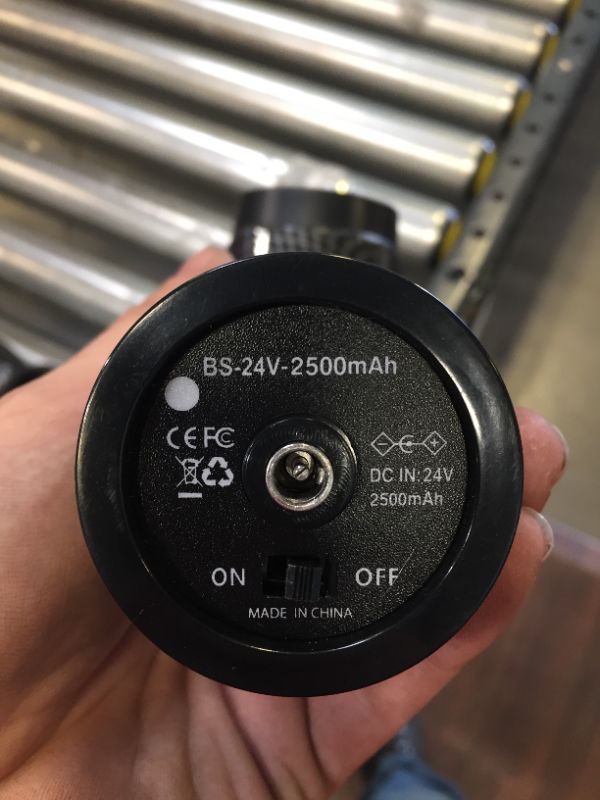 BS-24V-2500mAh
CE FC
DC IN: 24V
2500mAh
ON OFF
MADE IN CHINA